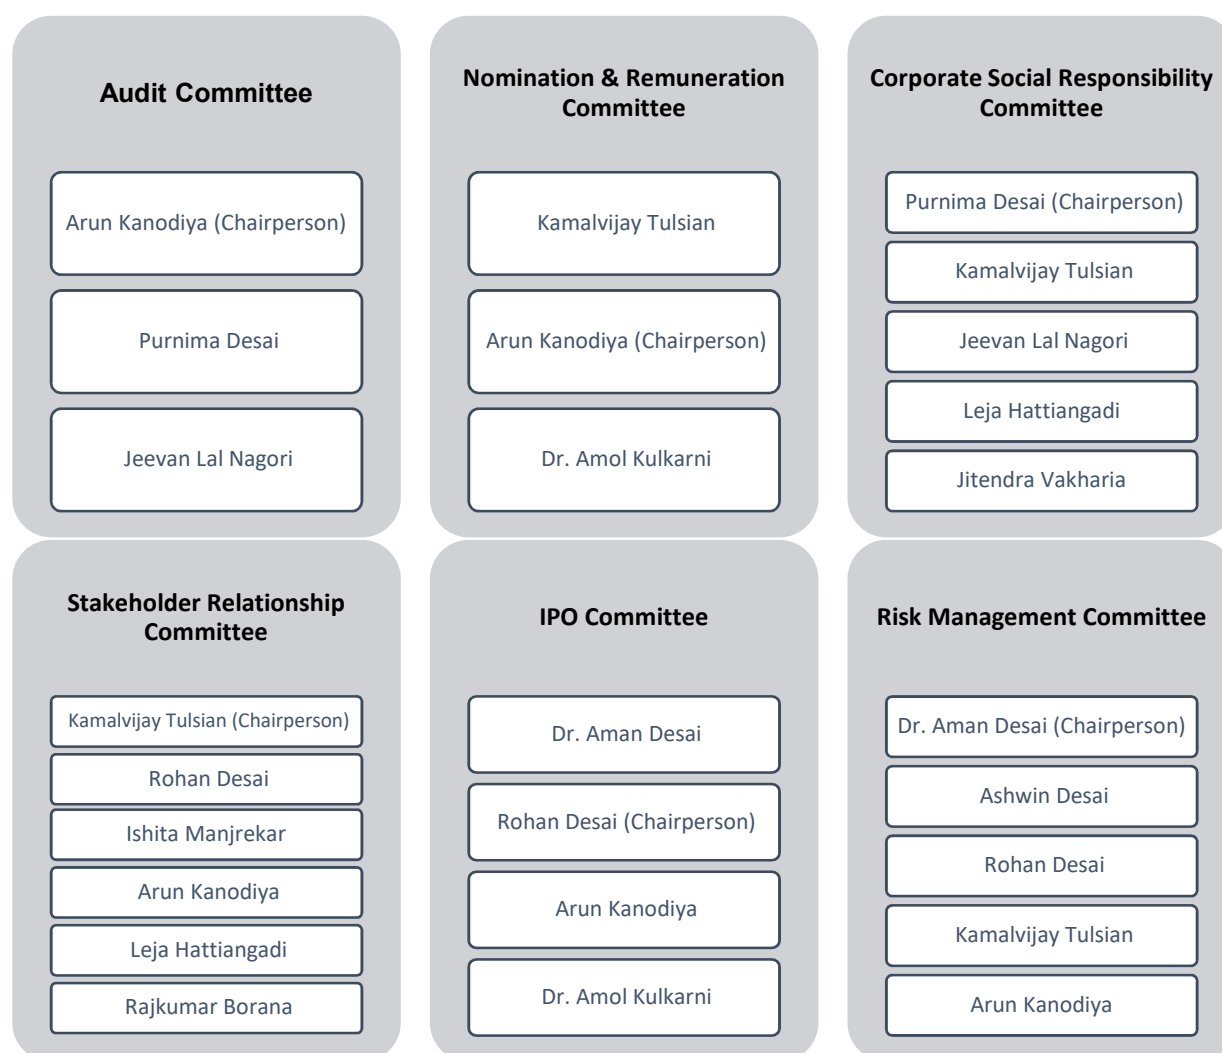 Audit Committee
Arun Kanodiya (Chairperson)
Purnima Desai
Jeevan Lal Nagori
Nomination & Remuneration
Committee
Kamalvijay Tulsian
Arun Kanodiya (Chairperson)
Dr. Amol Kulkarni
Corporate Social Responsibility
Committee
Purnima Desai (Chairperson)
Kamalvijay Tulsian
Jeevan Lal Nagori
Leja Hattiangadi
Jitendra Vakharia
Stakeholder Relationship
Committee
Kamalvijay Tulsian (Chairperson)
Rohan Desai
Ishita Manjrekar
Arun Kanodiya
Leja Hattiangadi
Rajkumar Borana
IPO Committee
Dr. Aman Desai
Rohan Desai (Chairperson)
Arun Kanodiya
Dr. Amol Kulkarni
Risk Management Committee
Dr. Aman Desai (Chairperson)
Ashwin Desai
Rohan Desai
Kamalvijay Tulsian
Arun Kanodiya